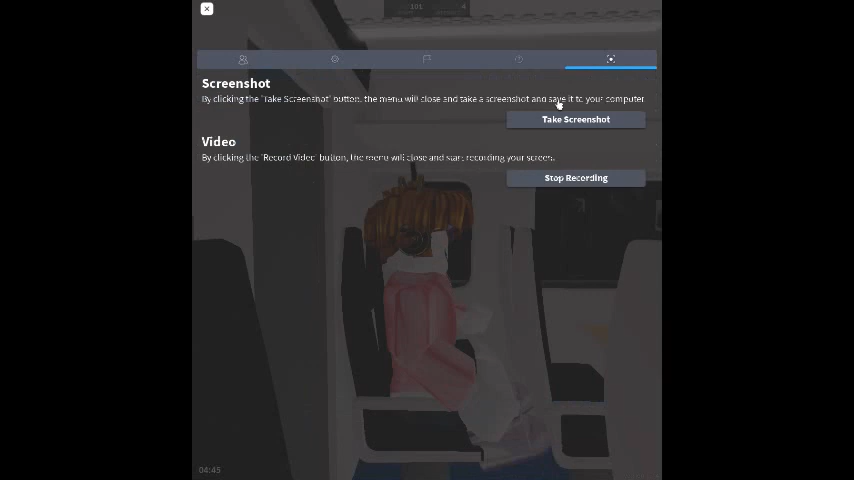 101 4
Screenshot
By clicking the 'Take Screenshot' button, the menu will close and take a screenshot and save it to your computer.
Take Screenshot
Video
By clicking the 'Record Video' button, the menu will close and start recording your screen.
Stop Recording
04:45